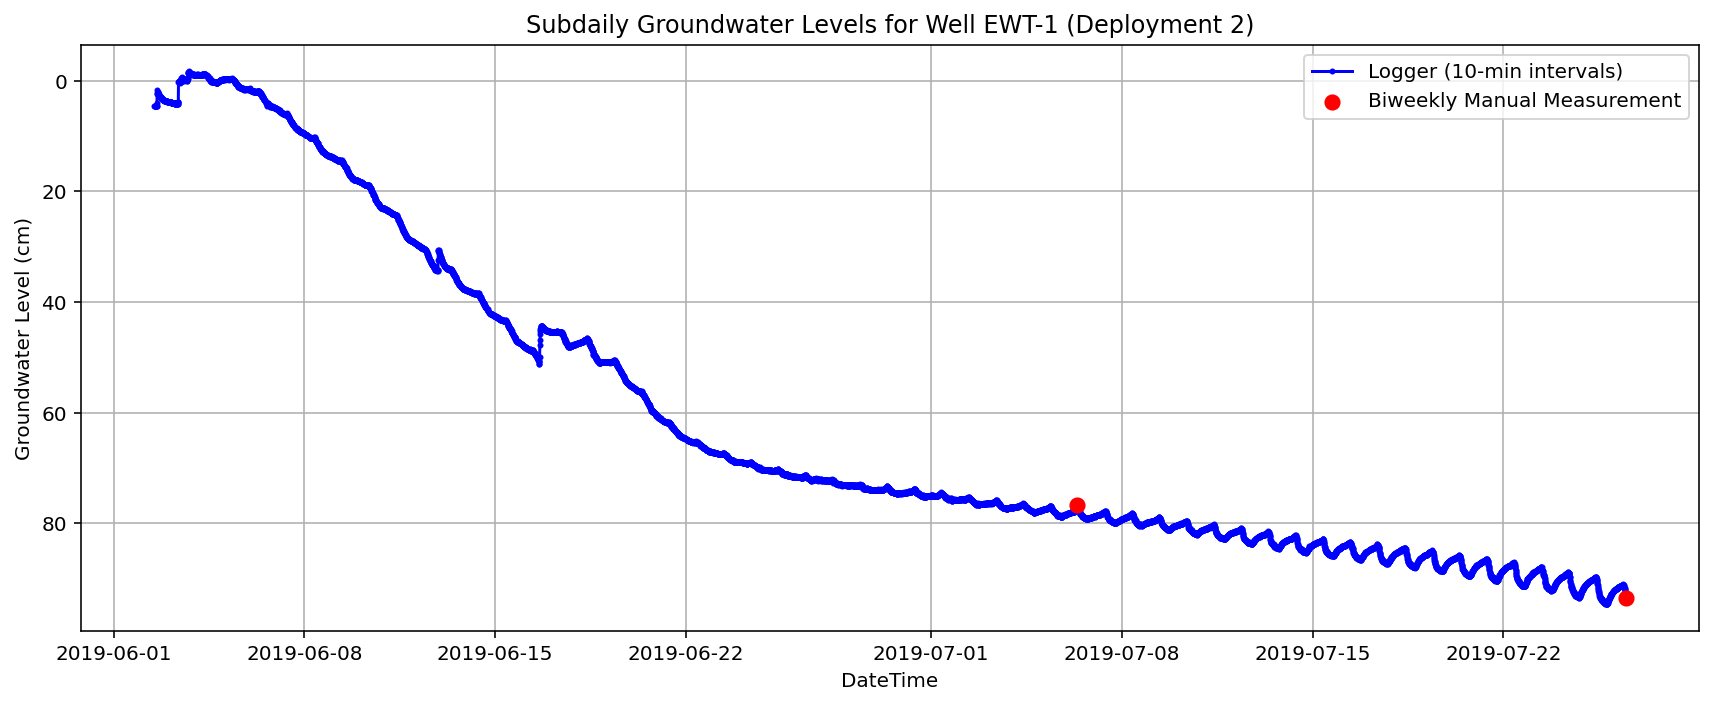 Subdaily Groundwater Levels for Well EWT-1 (Deployment 2)
Logger (10-min intervals)
Biweekly Manual Measurement
Groundwater Level (cm)
0
20
40
60
80
2019-06-01
2019-06-08
2019-06-15
2019-06-22
2019-07-01
2019-07-08
2019-07-15
2019-07-22
DateTime